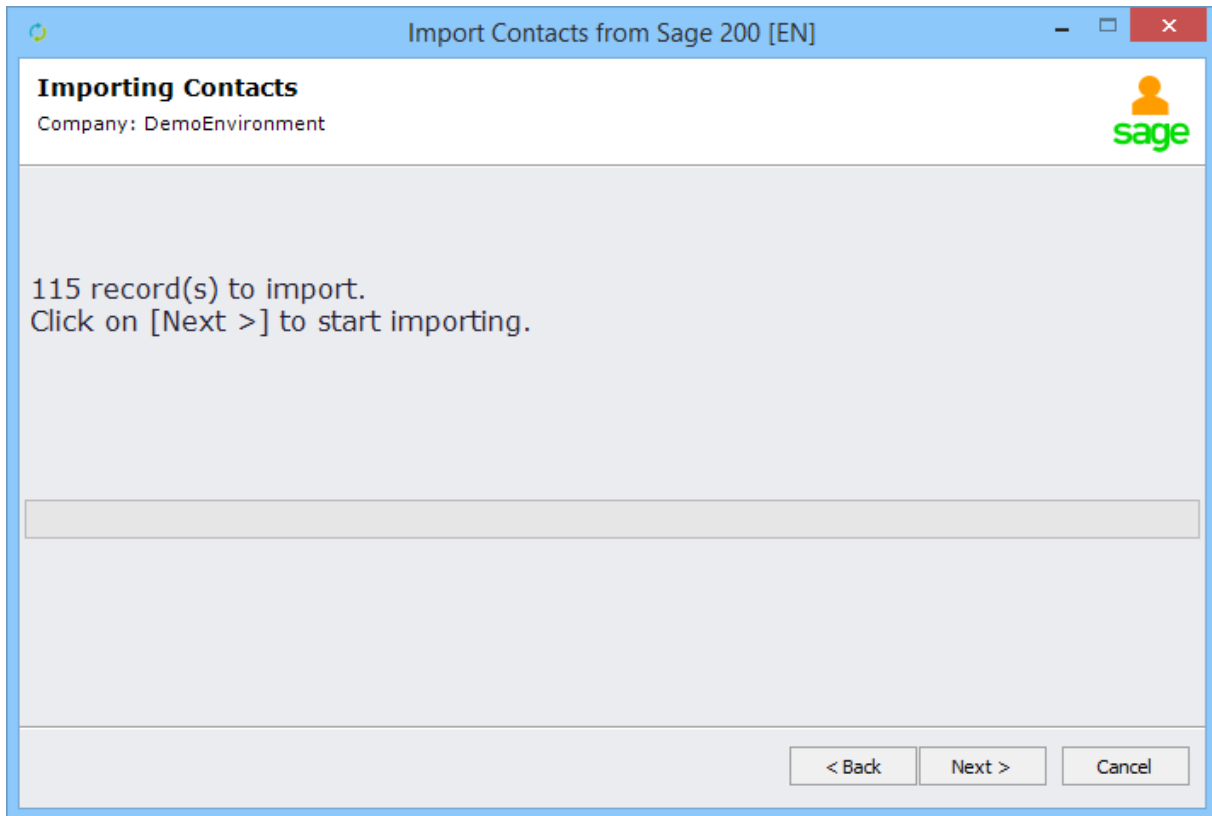 Import Contacts from Sage 200 [EN]
Importing Contacts
Company: DemoEnvironment
sage
115 record(s) to import.
Click on [Next >] to start importing.
< Back
Next >
Cancel